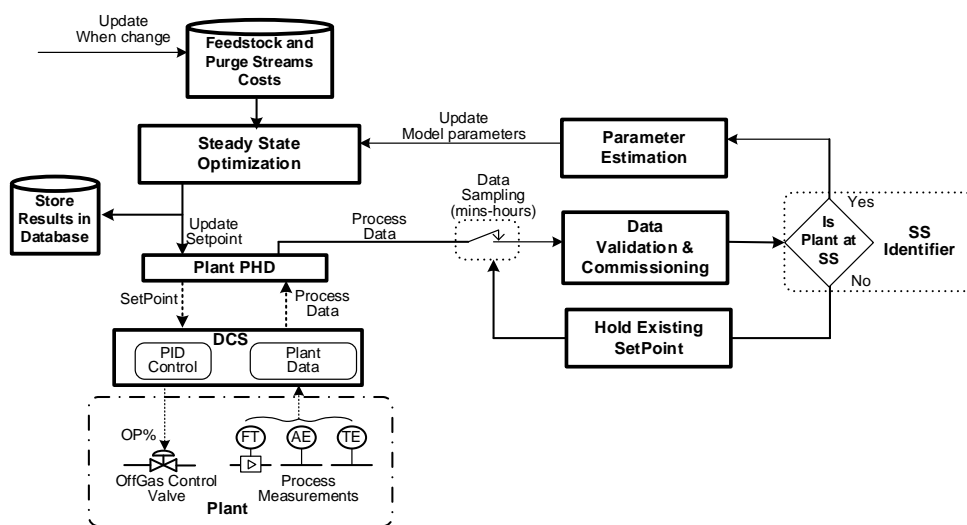 Update
When change
Feedstock and
Purge Streams
Costs
Steady State
Optimization
Update
Model parameters
Parameter
Estimation
Store
Results in
Database
Update
Setpoint
Process
Data
Data
Sampling
(mins-hours)
Data
Validation &
Commissioning
Yes
Is
Plant at
SS
No
SS
Identifier
Plant PHD
SetPoint
Process
Data
Hold Existing
SetPoint
DCS
PID
Control
Plant
Data
OP%
FT
AE
TE
OffGas Control
Valve
Process
Measurements
Plant